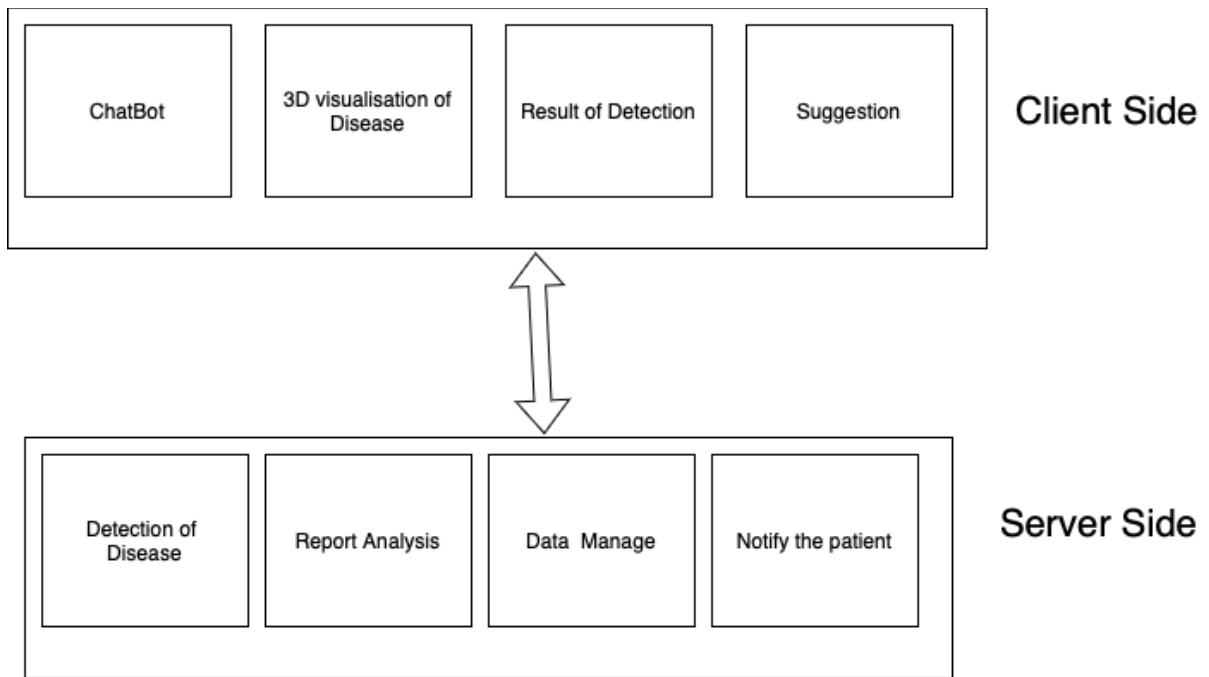 ChatBot
3D visualisation of
Disease
Result of Detection
Suggestion
Client Side
Detection of
Disease
Report Analysis
Data Manage
Notify the patient
Server Side